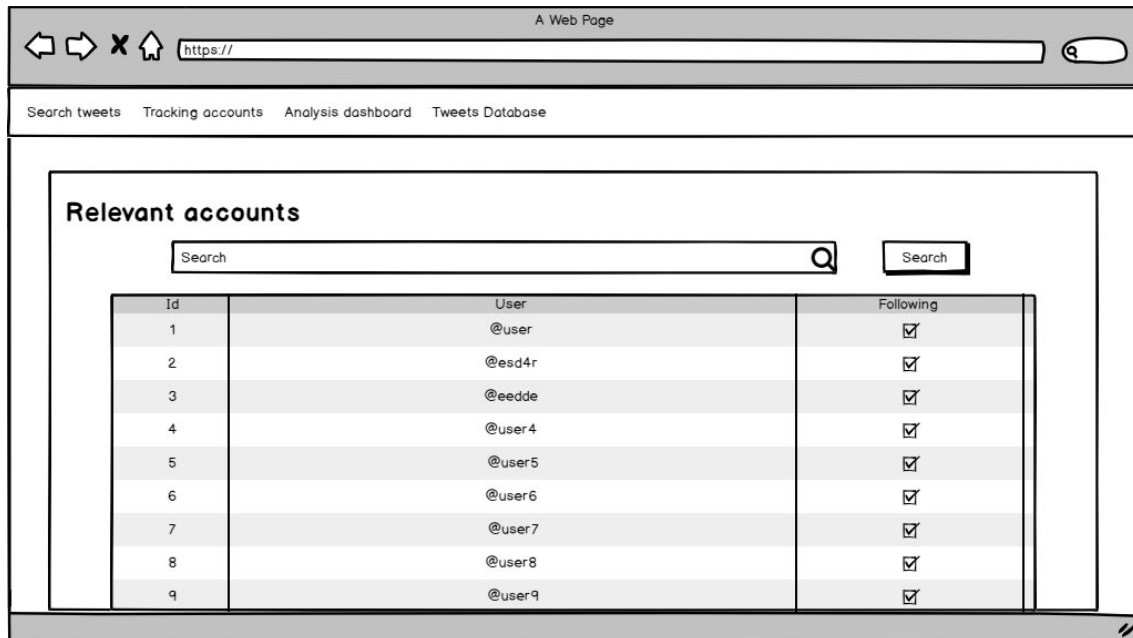 A Web Page
https://
Search tweets Tracking accounts Analysis dashboard Tweets Database
Relevant accounts
Search Search
Id User Following
1 @user
2 @esd4r
3 @eedde
4 @user4
5 @user5
6 @user6
7 @user7
8 @user8
9 @user9